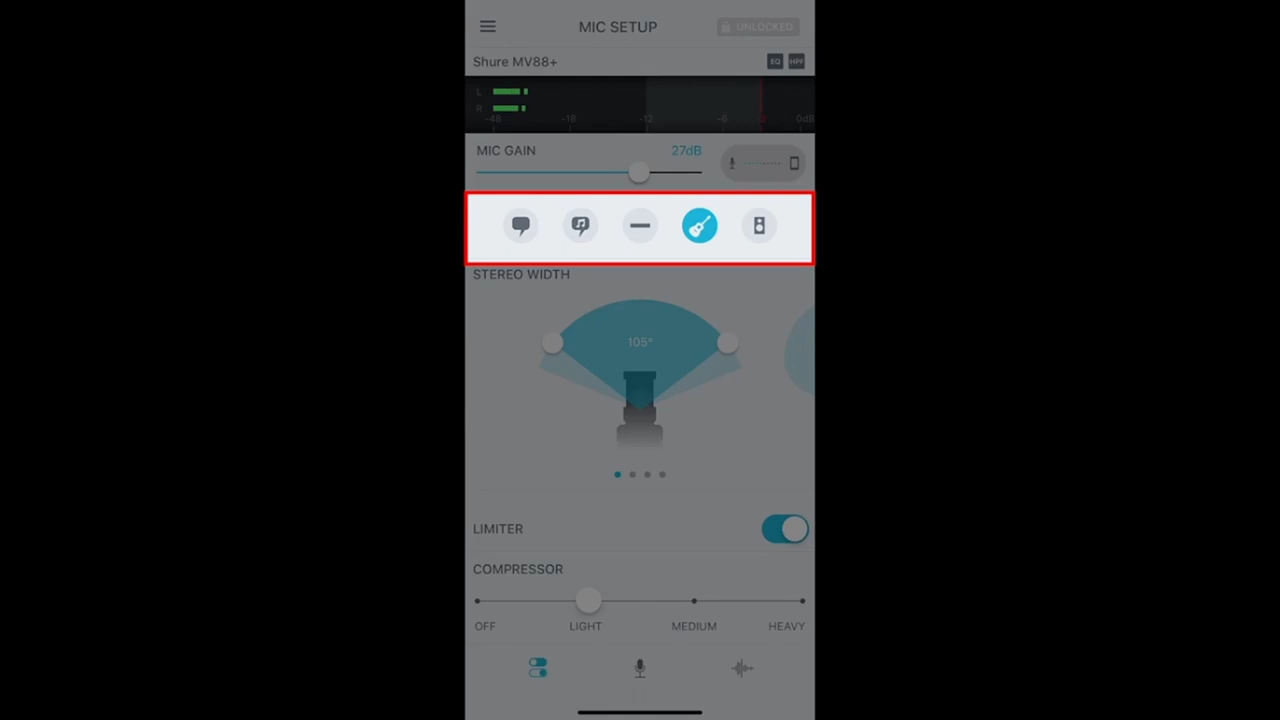 MIC SETUP
UNLOCKED
Shure MV88+
EQ HPF
L
R
-48 -18 -12 -6 0dB
MIC GAIN 27dB
STEREO WIDTH
105°
LIMITER
COMPRESSOR
OFF LIGHT MEDIUM HEAVY